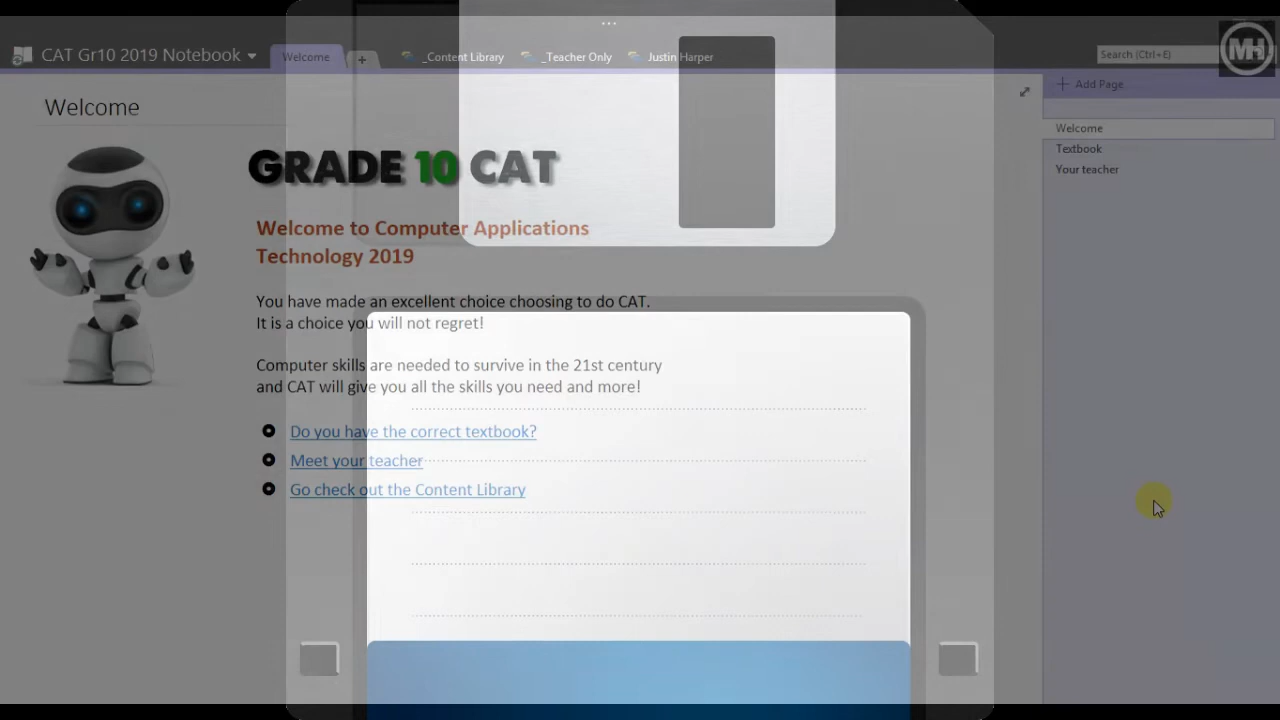 ...
CAT Gr10 2019 Notebook
Welcome
+
_Content Library
_Teacher Only
Justin Harper
Search (Ctrl+E)
MH
Welcome
Add Page
Welcome
Textbook
Your teacher
GRADE 10 CAT
Welcome to Computer Applications
Technology 2019
You have made an excellent choice choosing to do CAT.
It is a choice you will not regret!
Computer skills are needed to survive in the 21st century
and CAT will give you all the skills you need and more!
Do you have the correct textbook?
Meet your teacher
Go check out the Content Library